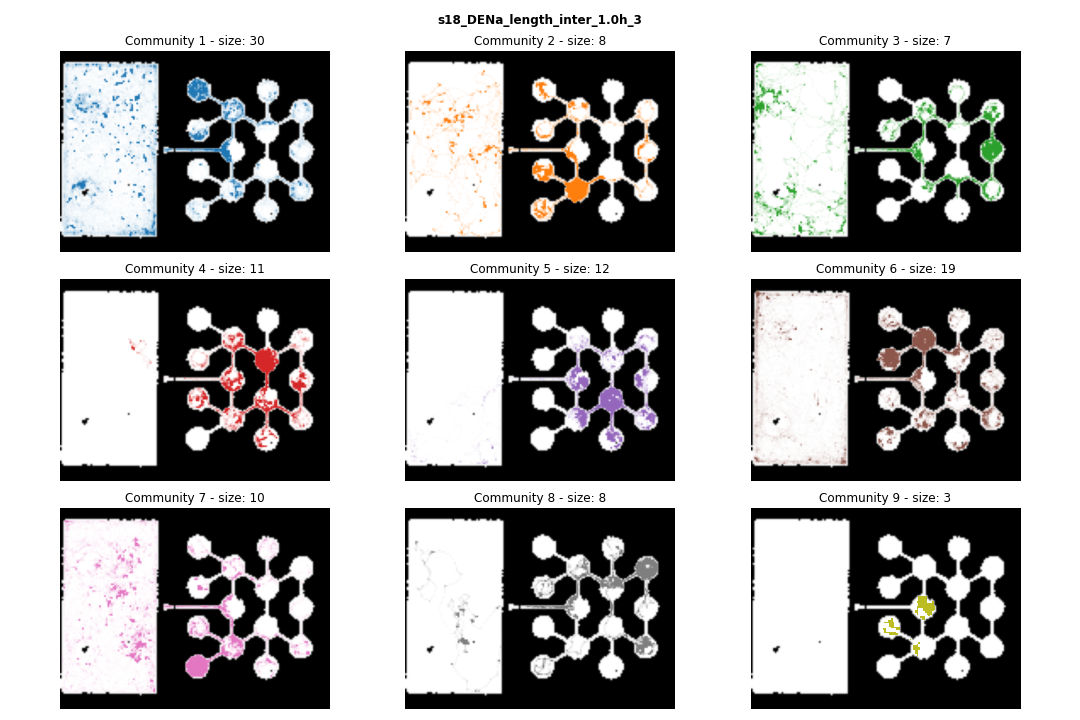 s18_DENa_length_inter_1.0h_3
Community 1 - size: 30
Community 2 - size: 8
Community 3 - size: 7
Community 4 - size: 11
Community 5 - size: 12
Community 6 - size: 19
Community 7 - size: 10
Community 8 - size: 8
Community 9 - size: 3